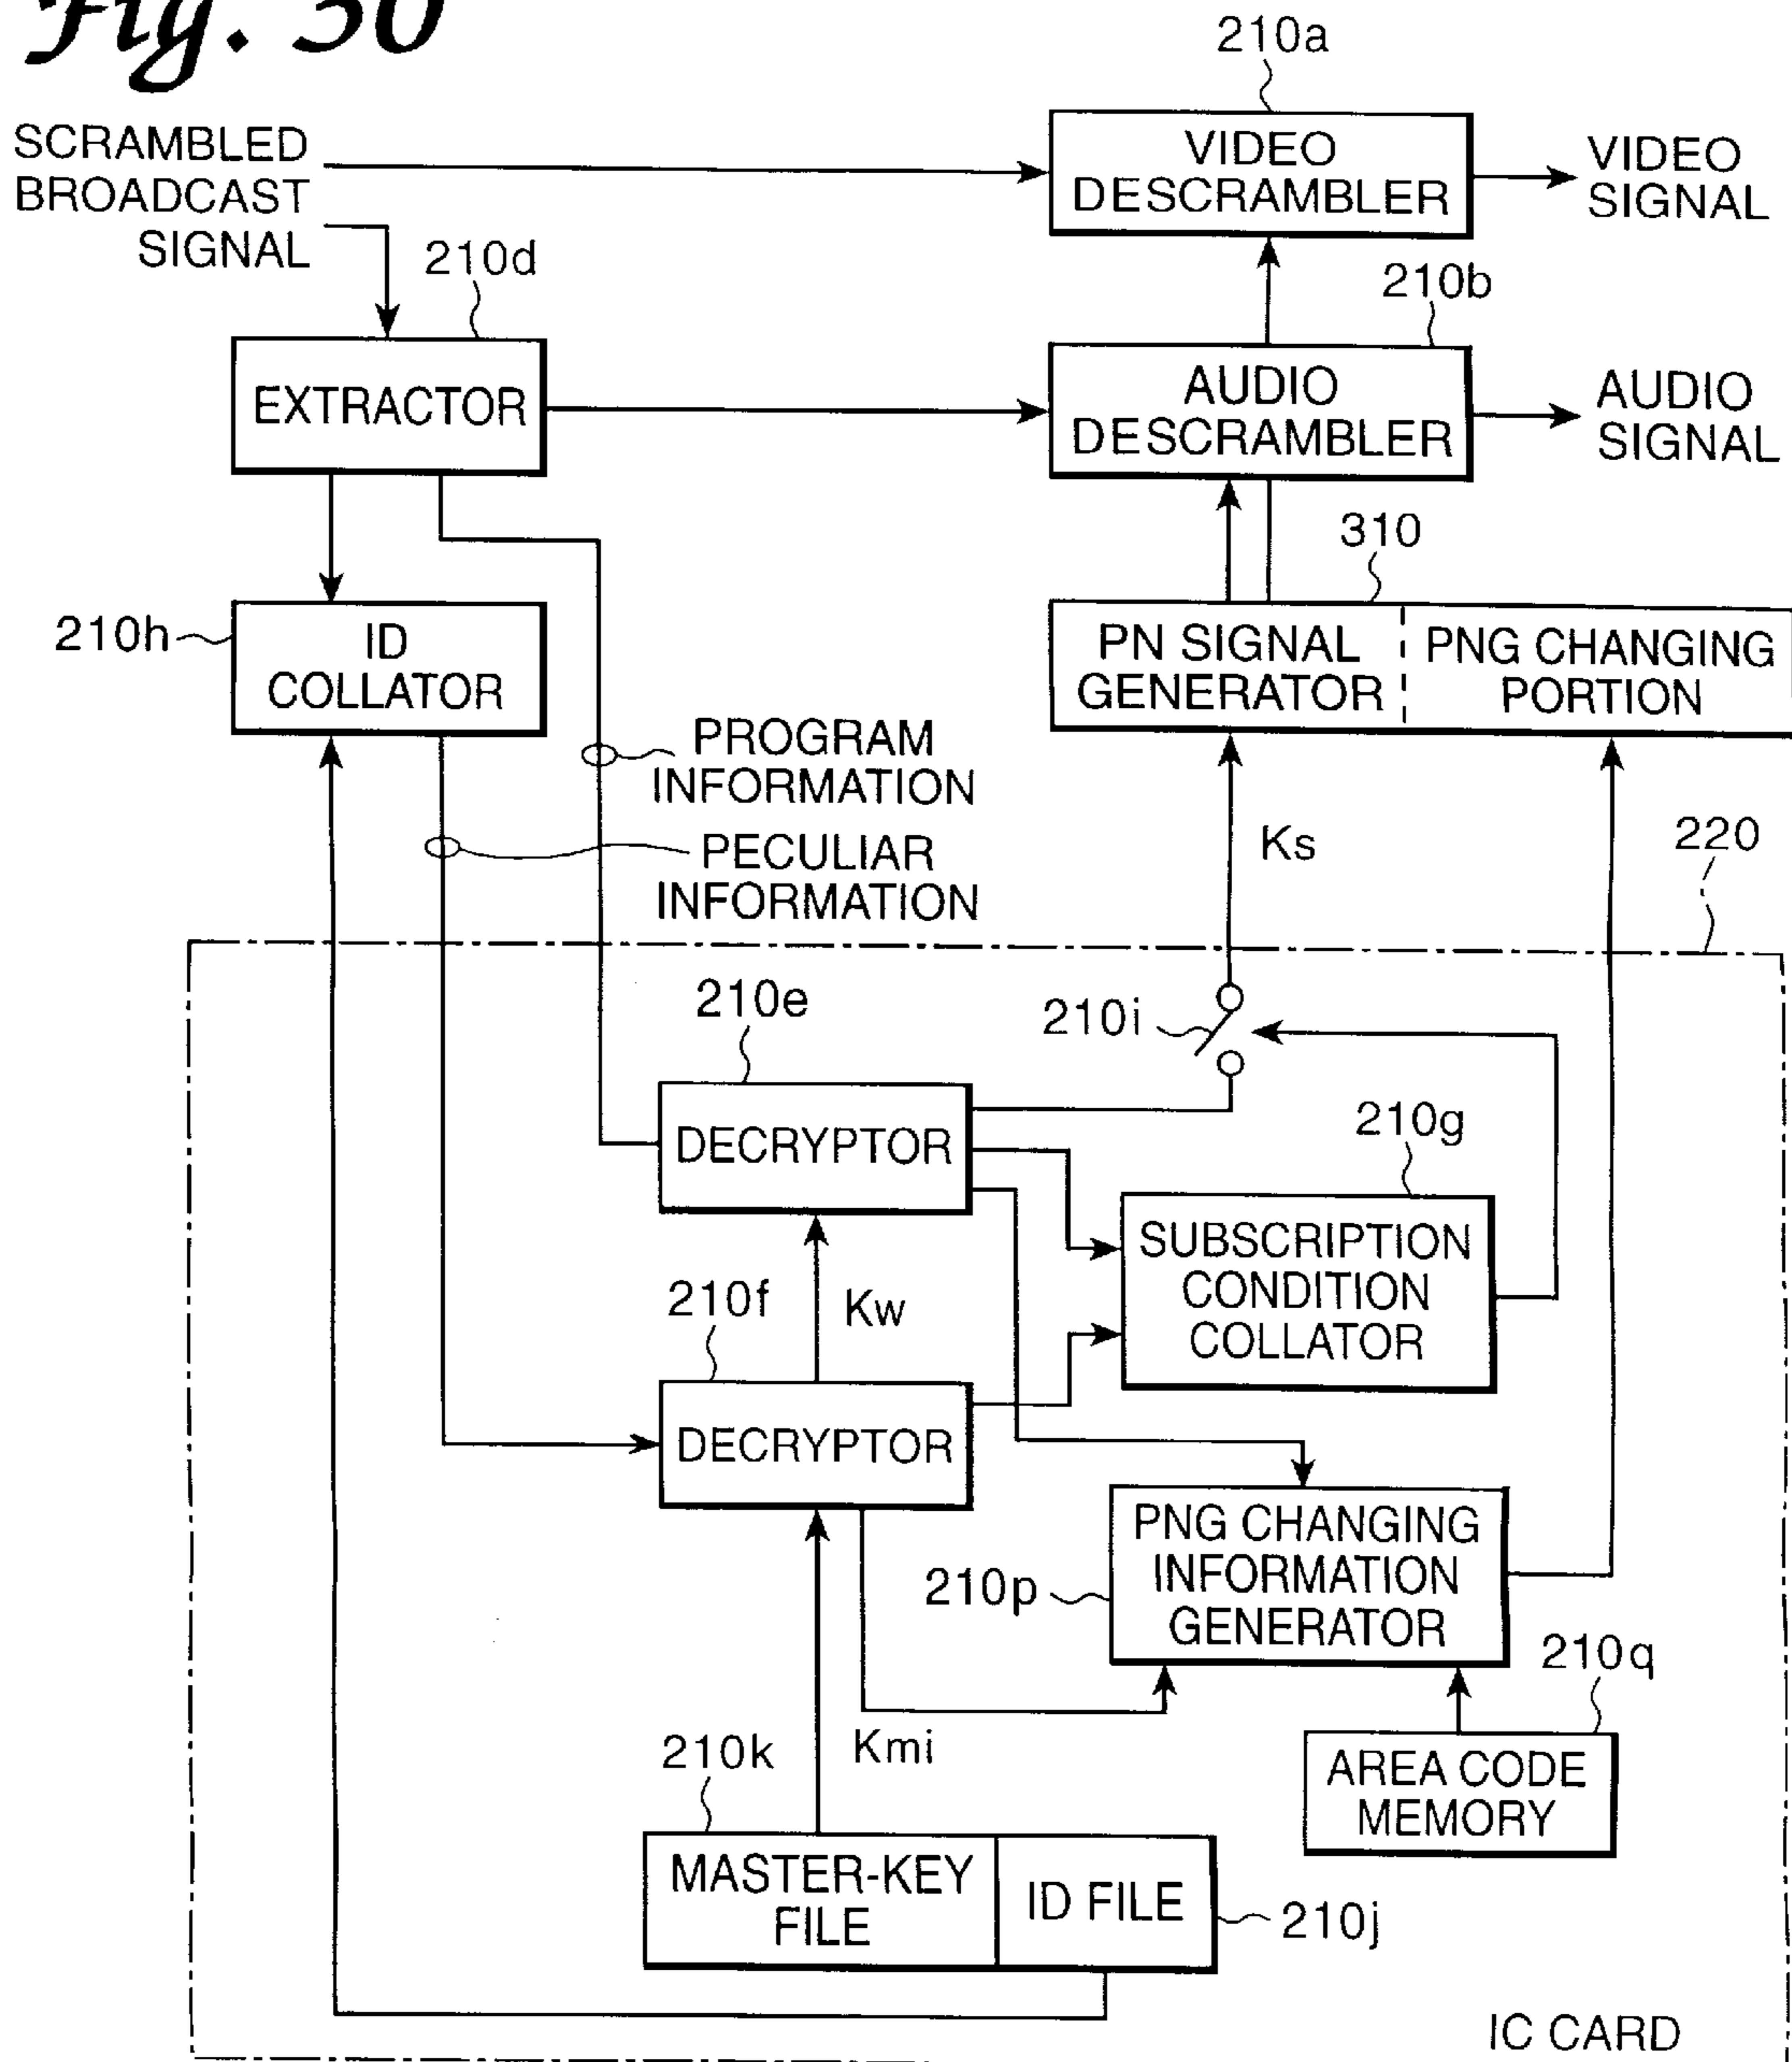 Fig. 30
210a
SCRAMBLED
BROADCAST
SIGNAL
VIDEO
DESCRAMBLER
VIDEO
SIGNAL
210d
210b
EXTRACTOR
AUDIO
DESCRAMBLER
AUDIO
SIGNAL
310
210h
ID
COLLATOR
PN SIGNAL
GENERATOR
PNG CHANGING
PORTION
PROGRAM
INFORMATION
PECULIAR
INFORMATION
Ks
220
210e
210i
DECRYPTOR
210g
SUBSCRIPTION
CONDITION
COLLATOR
210f
Kw
DECRYPTOR
PNG CHANGING
INFORMATION
GENERATOR
210p
210q
210k
Kmi
AREA CODE
MEMORY
MASTER-KEY
FILE
ID FILE
210j
IC CARD